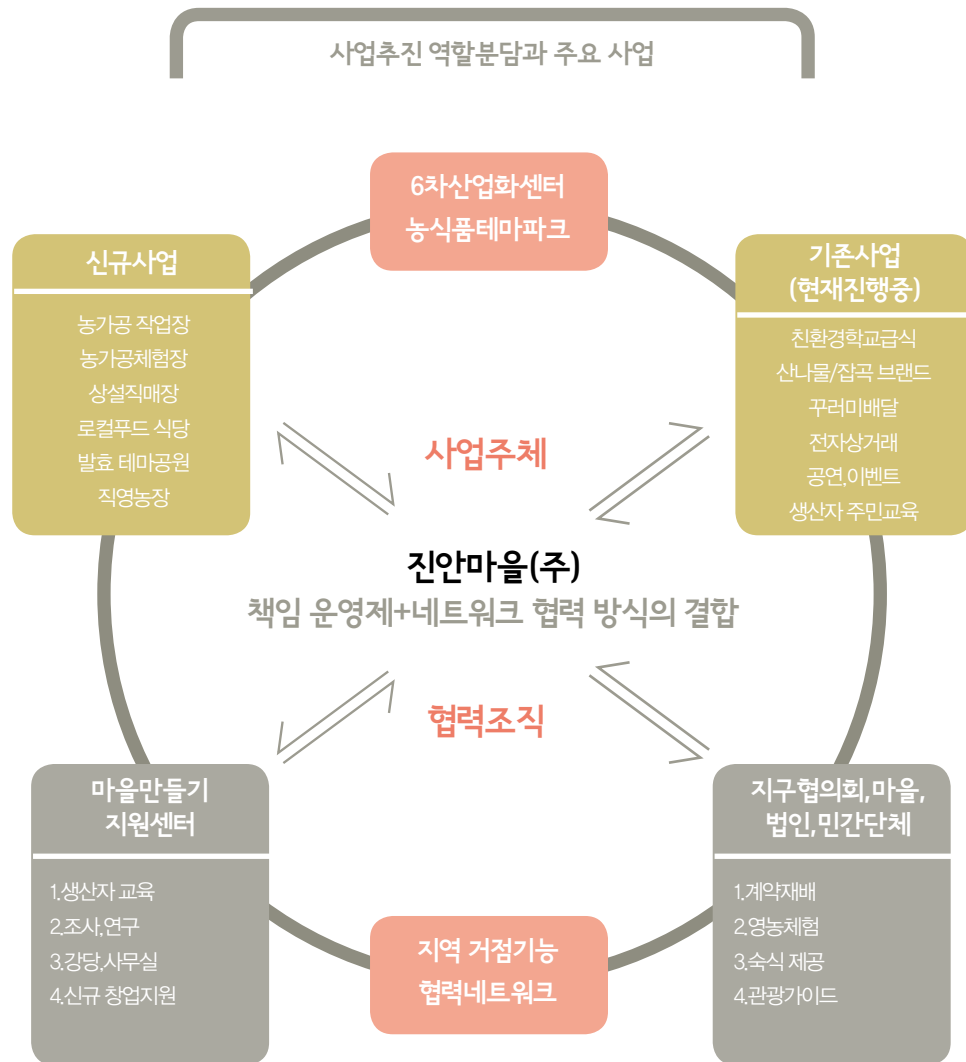 사업추진 역할분담과 주요 사업
6차산업화센터
농식품테마파크
신규사업
농가공 작업장
농가공체험장
상설직매장
로컬푸드 식당
발효 테마공원
직영농장
기존사업
(현재진행중)
친환경학교급식
산나물/잡곡 브랜드
꾸러미배달
전자상거래
공연,이벤트
생산자 주민교육
사업주체
진안마을(주)
책임 운영제+네트워크 협력 방식의 결합
협력조직
마을만들기
지원센터
1.생산자 교육
2.조사,연구
3.강당,사무실
4.신규 창업지원
지구협의회,마을,
법인,민간단체
1.계약재배
2.영농체험
3.숙식 제공
4.관광가이드
지역 거점기능
협력네트워크